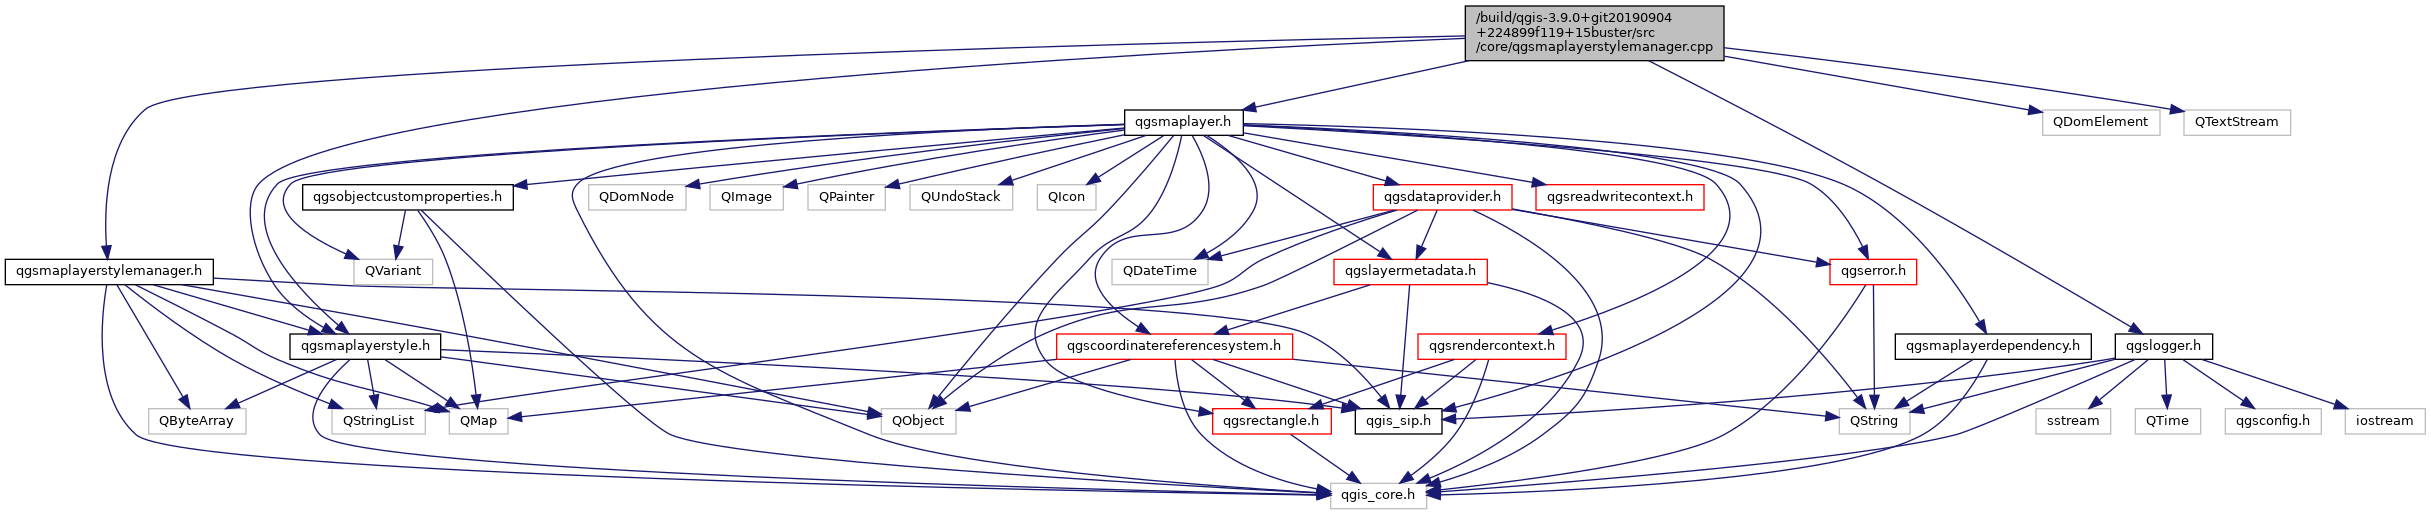 /build/qgis-3.9.0+git20190904
+224899f119+15buster/src
/core/qgsmaplayerstylemanager.cpp
qgsmaplayer.h
QDomElement
QTextStream
qgsobjectcustomproperties.h
QDomNode
QImage
QPainter
QUndoStack
QIcon
qgsdataprovider.h
qgsreadwritecontext.h
qgsmaplayerstylemanager.h
QVariant
QDateTime
qgslayermetadata.h
qgserror.h
qgsmaplayerstyle.h
qgscoordinatereferencesystem.h
qgsrendercontext.h
qgsmaplayerdependency.h
qgslogger.h
QByteArray
QStringList
QMap
QObject
qgsrectangle.h
qgis_sip.h
QString
sstream
QTime
qgsconfig.h
iostream
qgis_core.h